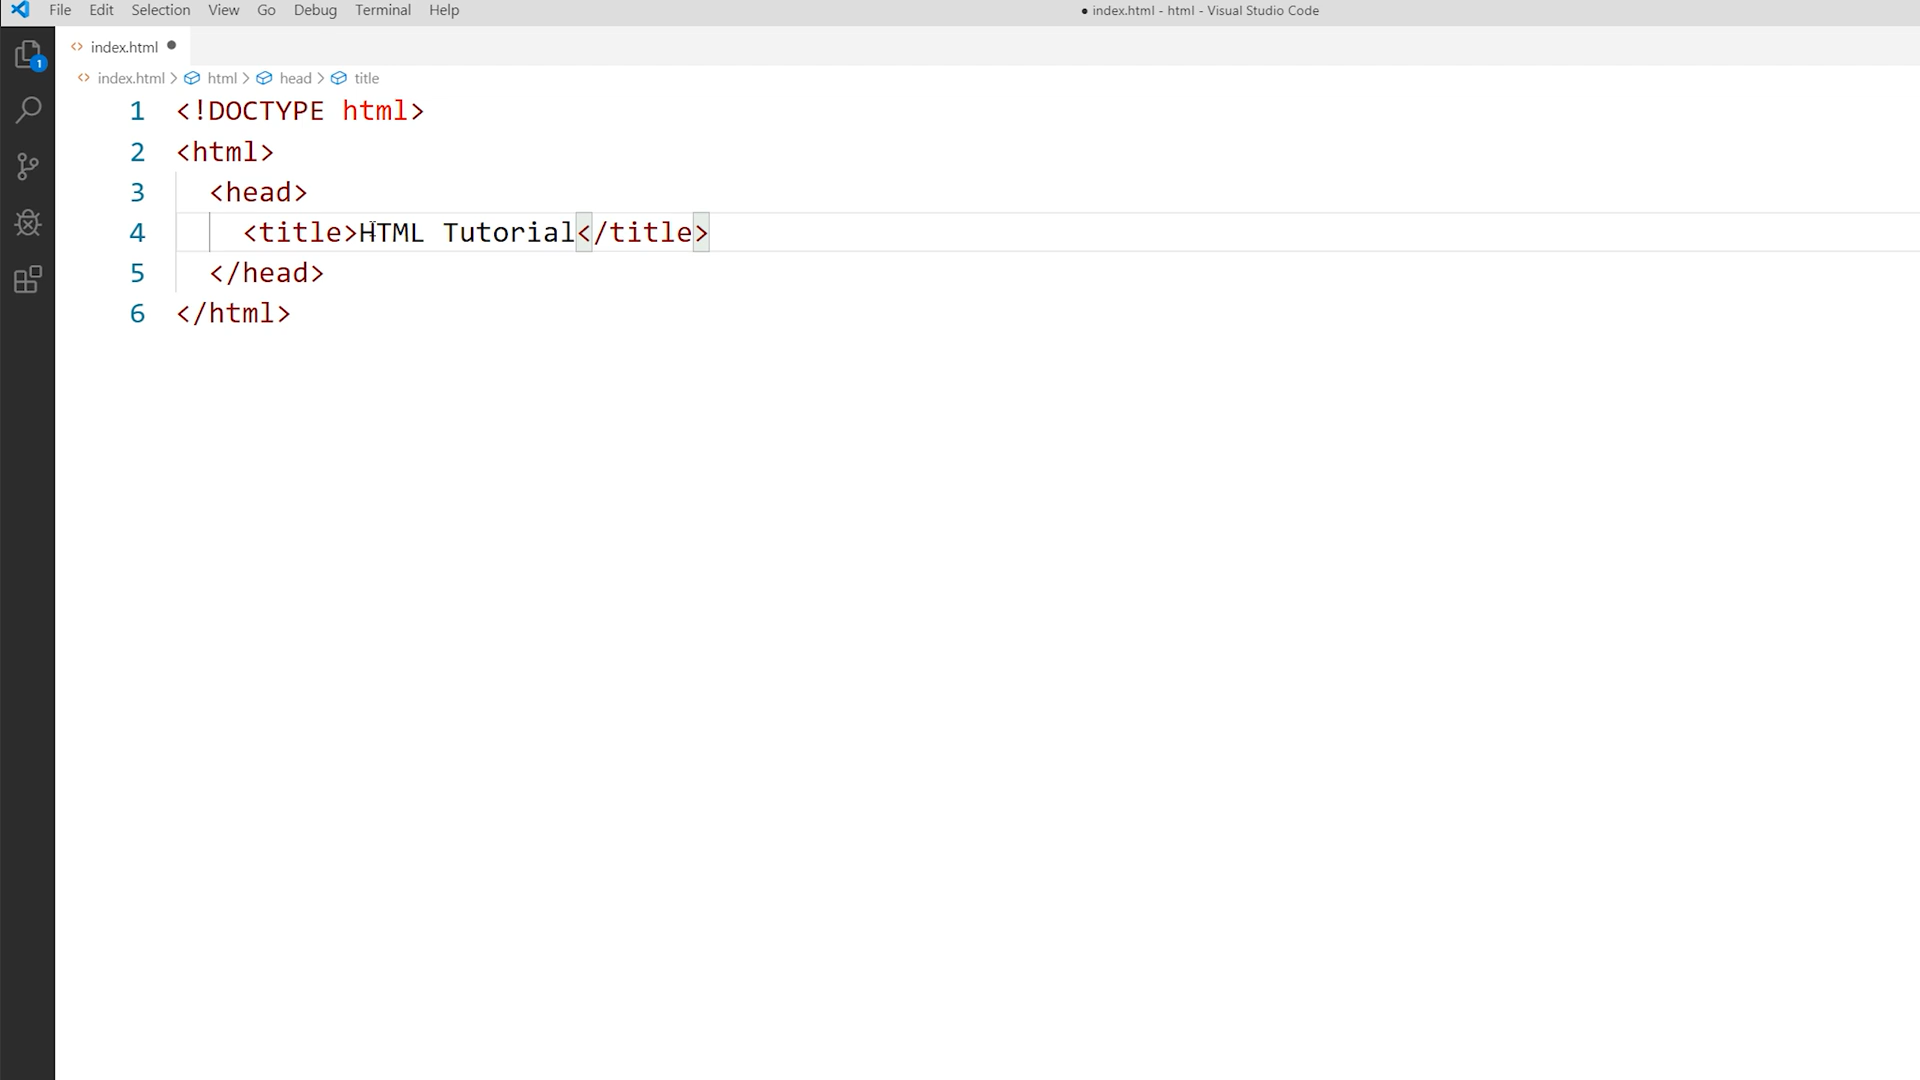 File Edit Selection View Go Debug Terminal Help
● index.html - html - Visual Studio Code
<> index.html ●
1
<> index.html > html > head > title
1 <!DOCTYPE html>
2 <html>
3 <head>
4 <title>HTML Tutorial</title>
5 </head>
6 </html>